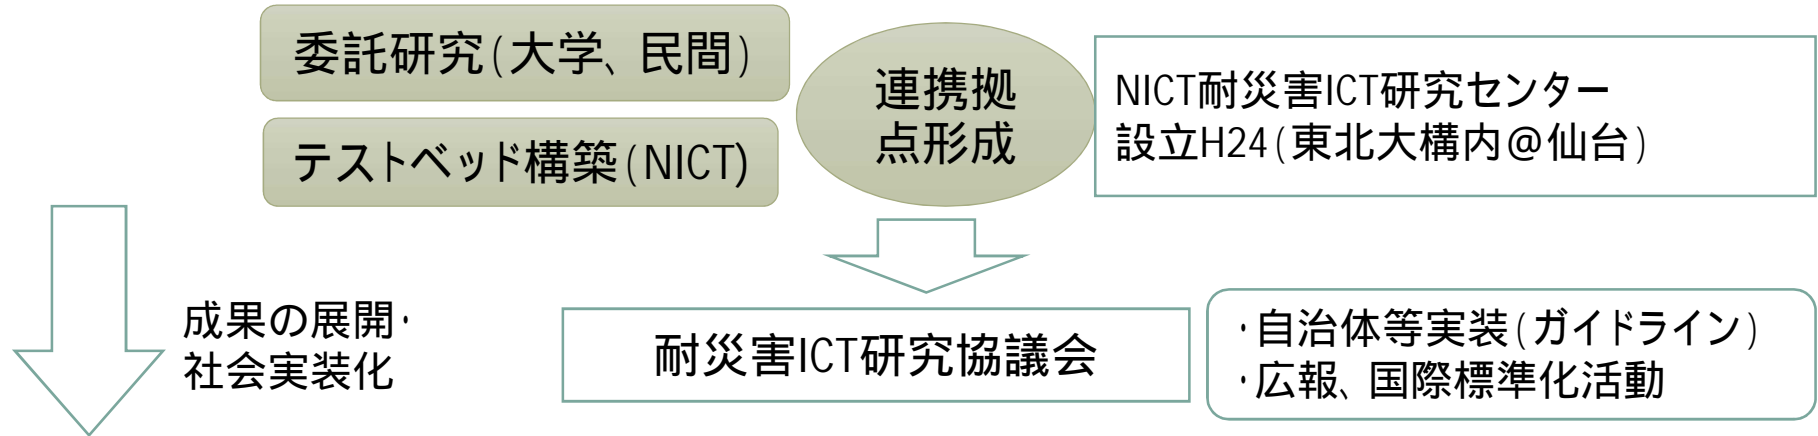 委託研究(大学、民間)
テストベッド構築(NICT)
連携拠
点形成
NICT耐災害ICT研究センター
設立H24(東北大構内@仙台)
成果の展開・
社会実装化
耐災害ICT研究協議会
・自治体等実装(ガイドライン)
・広報、国際標準化活動